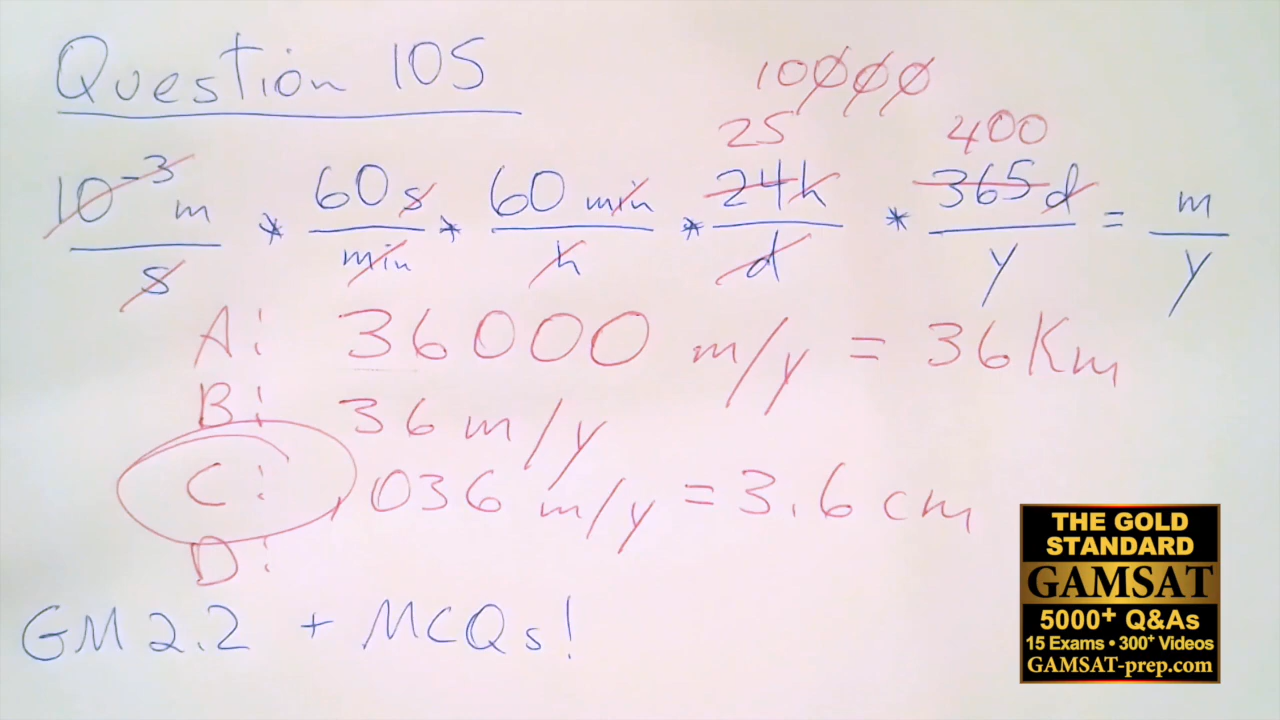 Question 105
10000
25 400
10⁻³ m / s * 60 s / min * 60 min / h * 24 h / d * 365 d / y = m / y
A: 36000 m/y = 36 Km
B: 36 m/y
C: .036 m/y = 3.6 cm
D:
GM 2.2 + MCQs!
THE GOLD
STANDARD
GAMSAT
5000+ Q&As
15 Exams • 300+ Videos
GAMSAT-prep.com